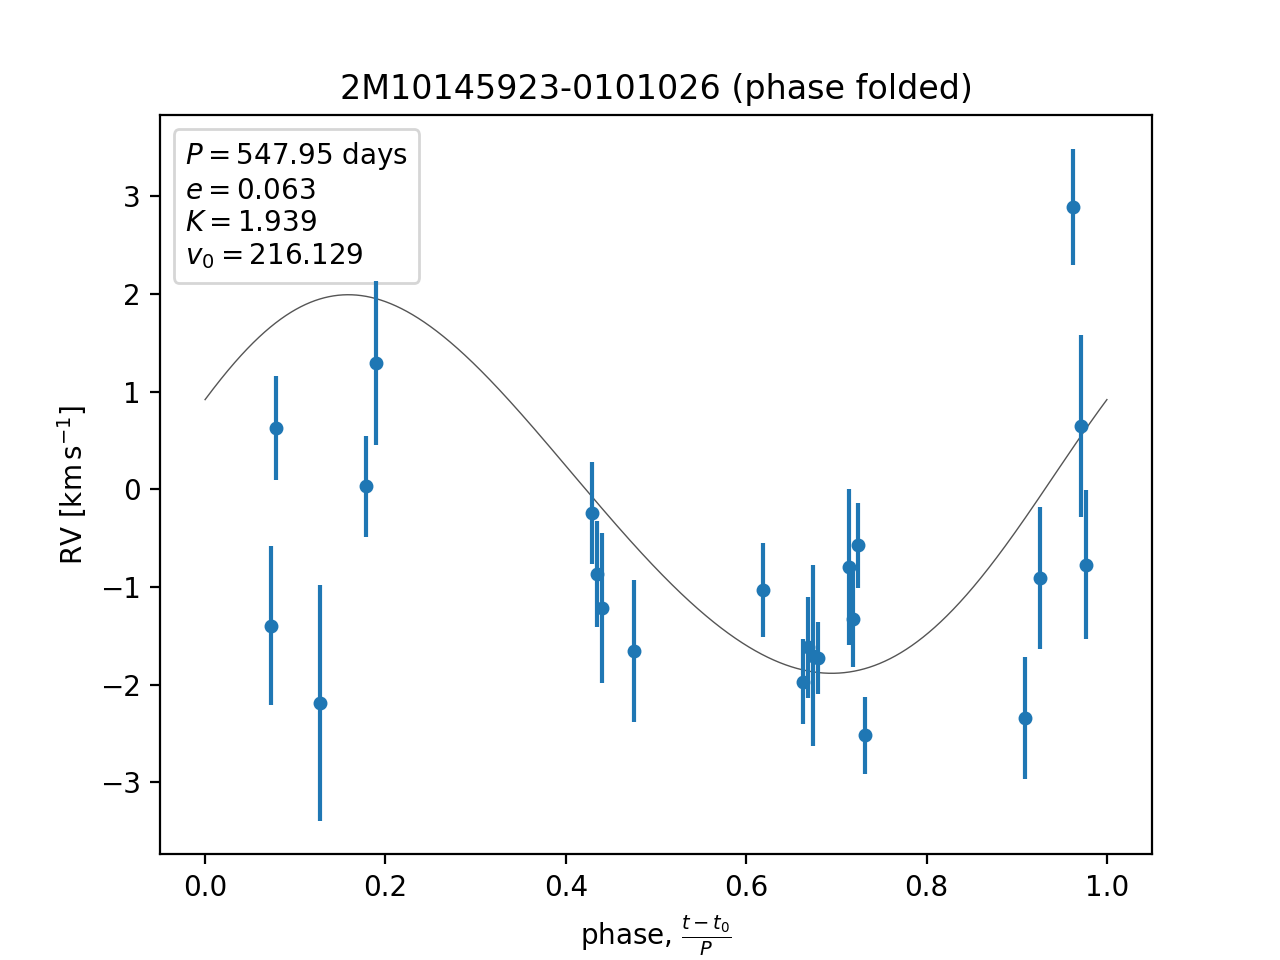 2M10145923-0101026 (phase folded)
P = 547.95 days
e = 0.063
K = 1.939
v₀ = 216.129
3
2
1
0
−1
−2
−3
RV [km s⁻¹]
0.0 0.2 0.4 0.6 0.8 1.0
phase, (t − t₀)/P